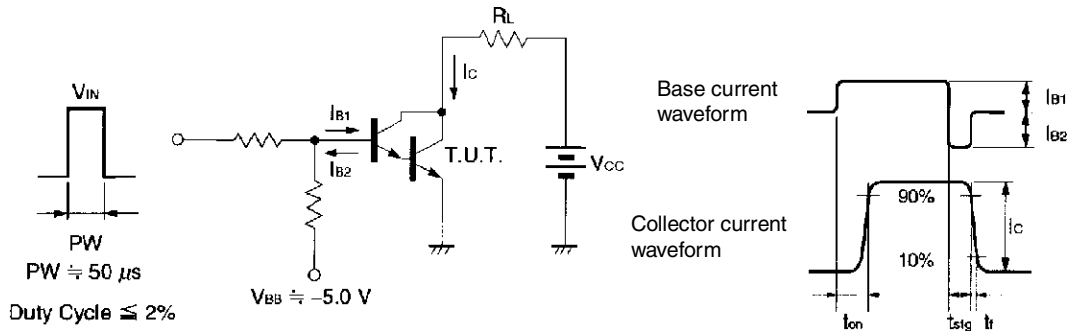 VIN
PW
PW ≒ 50 μs
Duty Cycle ≦ 2%
IB1
IB2
VBB ≒ −5.0 V
T.U.T.
IC
RL
VCC
Base current
waveform
IB1
IB2
Collector current
waveform
90%
10%
IC
ton
tstg
tf